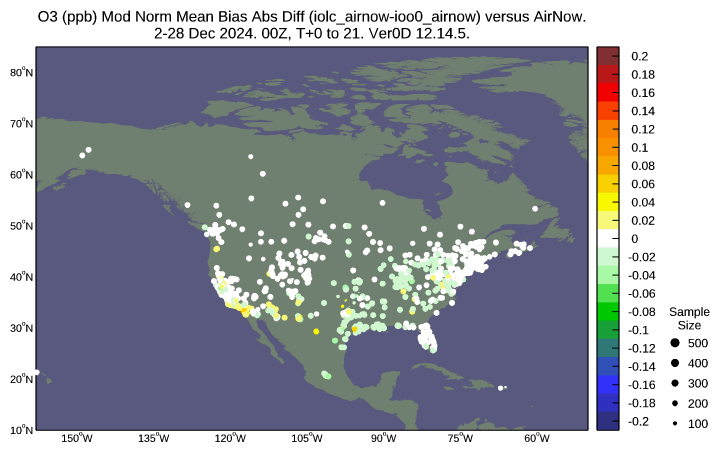 O3 (ppb) Mod Norm Mean Bias Abs Diff (iolc_airnow-ioo0_airnow) versus AirNow.
2-28 Dec 2024. 00Z, T+0 to 21. Ver0D 12.14.5.
80°N
70°N
60°N
50°N
40°N
30°N
20°N
10°N
150°W 135°W 120°W 105°W 90°W 75°W 60°W
0.2
0.18
0.16
0.14
0.12
0.1
0.08
0.06
0.04
0.02
0
-0.02
-0.04
-0.06
-0.08
-0.1
-0.12
-0.14
-0.16
-0.18
-0.2
Sample
Size
500
400
300
200
100